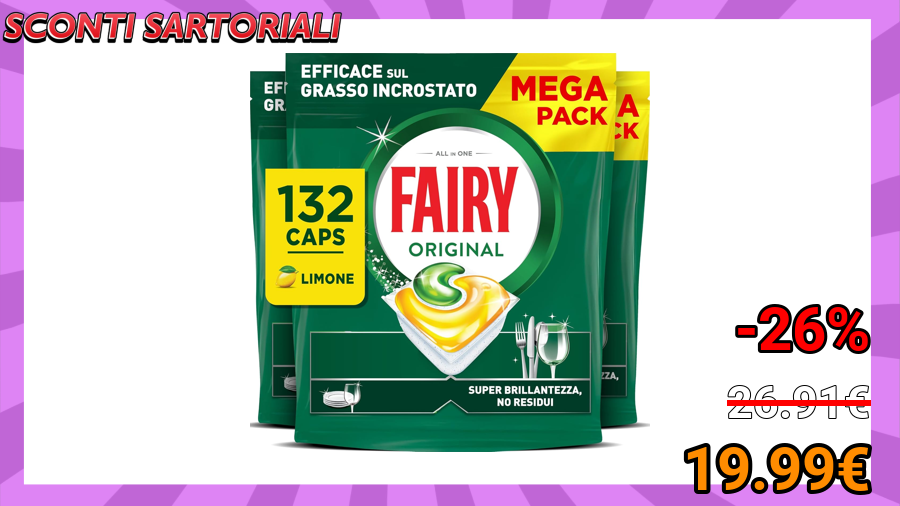 SCONTI SARTORIALI
EFFICACE SUL
GRASSO INCROSTATO
MEGA
PACK
ALL IN ONE
FAIRY
ORIGINAL
132
CAPS
LIMONE
SUPER BRILLANTEZZA,
NO RESIDUI
-26%
26.91€
19.99€